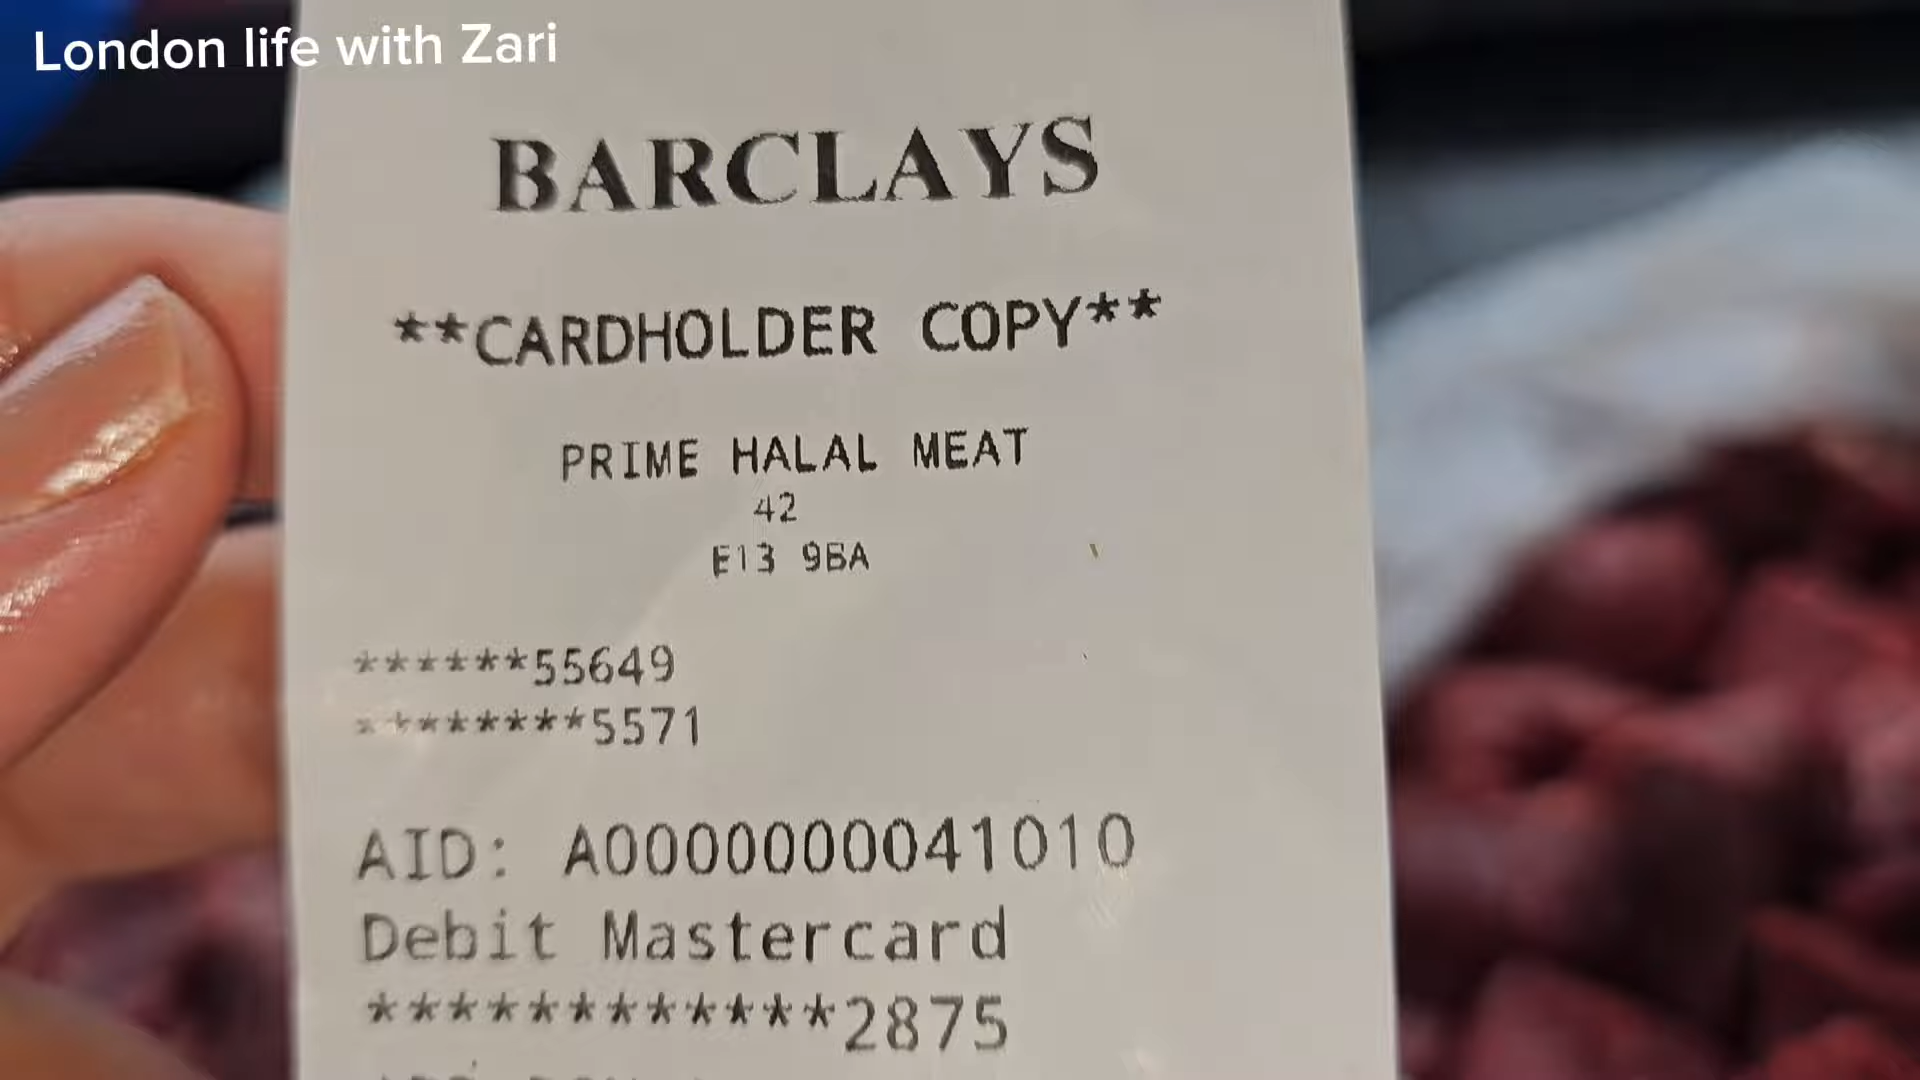 London life with Zari
BARCLAYS
**CARDHOLDER COPY**
PRIME HALAL MEAT
42
E13 9BA
******55649
********5571
AID: A0000000041010
Debit Mastercard
************2875